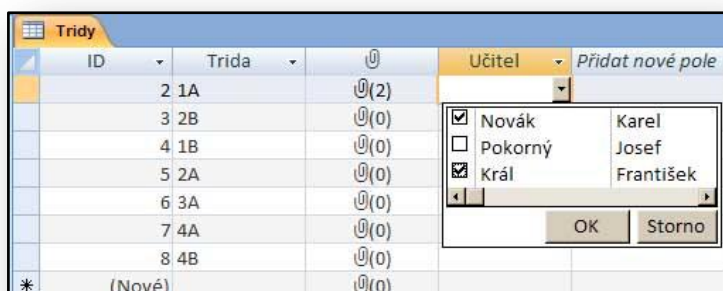 Tridy
ID Trida Učitel Přidat nové pole
2 1A (2)
3 2B (0)
4 1B (0)
5 2A (0)
6 3A (0)
7 4A (0)
8 4B (0)
(Nové) (0)
Novák Karel
Pokorný Josef
Král František
OK Storno